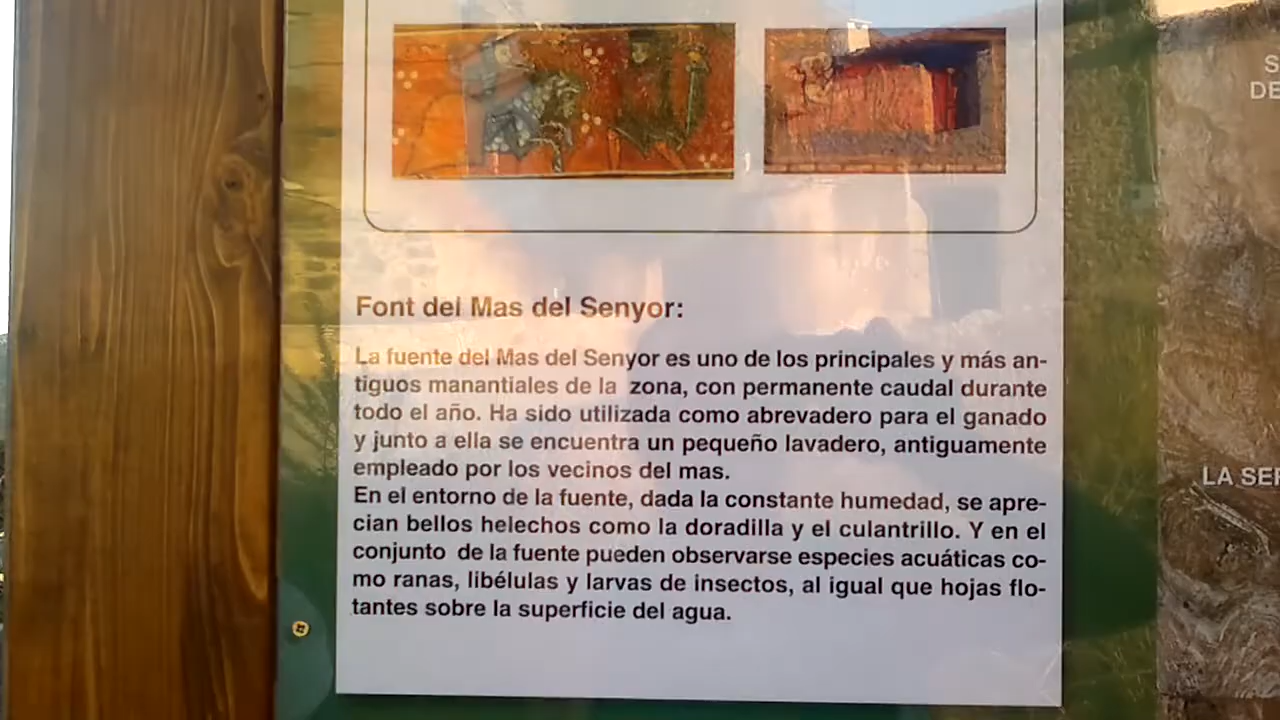 S
DE
Font del Mas del Senyor:
La fuente del Mas del Senyor es uno de los principales y más an-
tiguos manantiales de la zona, con permanente caudal durante
todo el año. Ha sido utilizada como abrevadero para el ganado
y junto a ella se encuentra un pequeño lavadero, antiguamente
empleado por los vecinos del mas.
En el entorno de la fuente, dada la constante humedad, se apre-
cian bellos helechos como la doradilla y el culantrillo. Y en el
conjunto de la fuente pueden observarse especies acuáticas co-
mo ranas, libélulas y larvas de insectos, al igual que hojas flo-
tantes sobre la superficie del agua.
LA SER